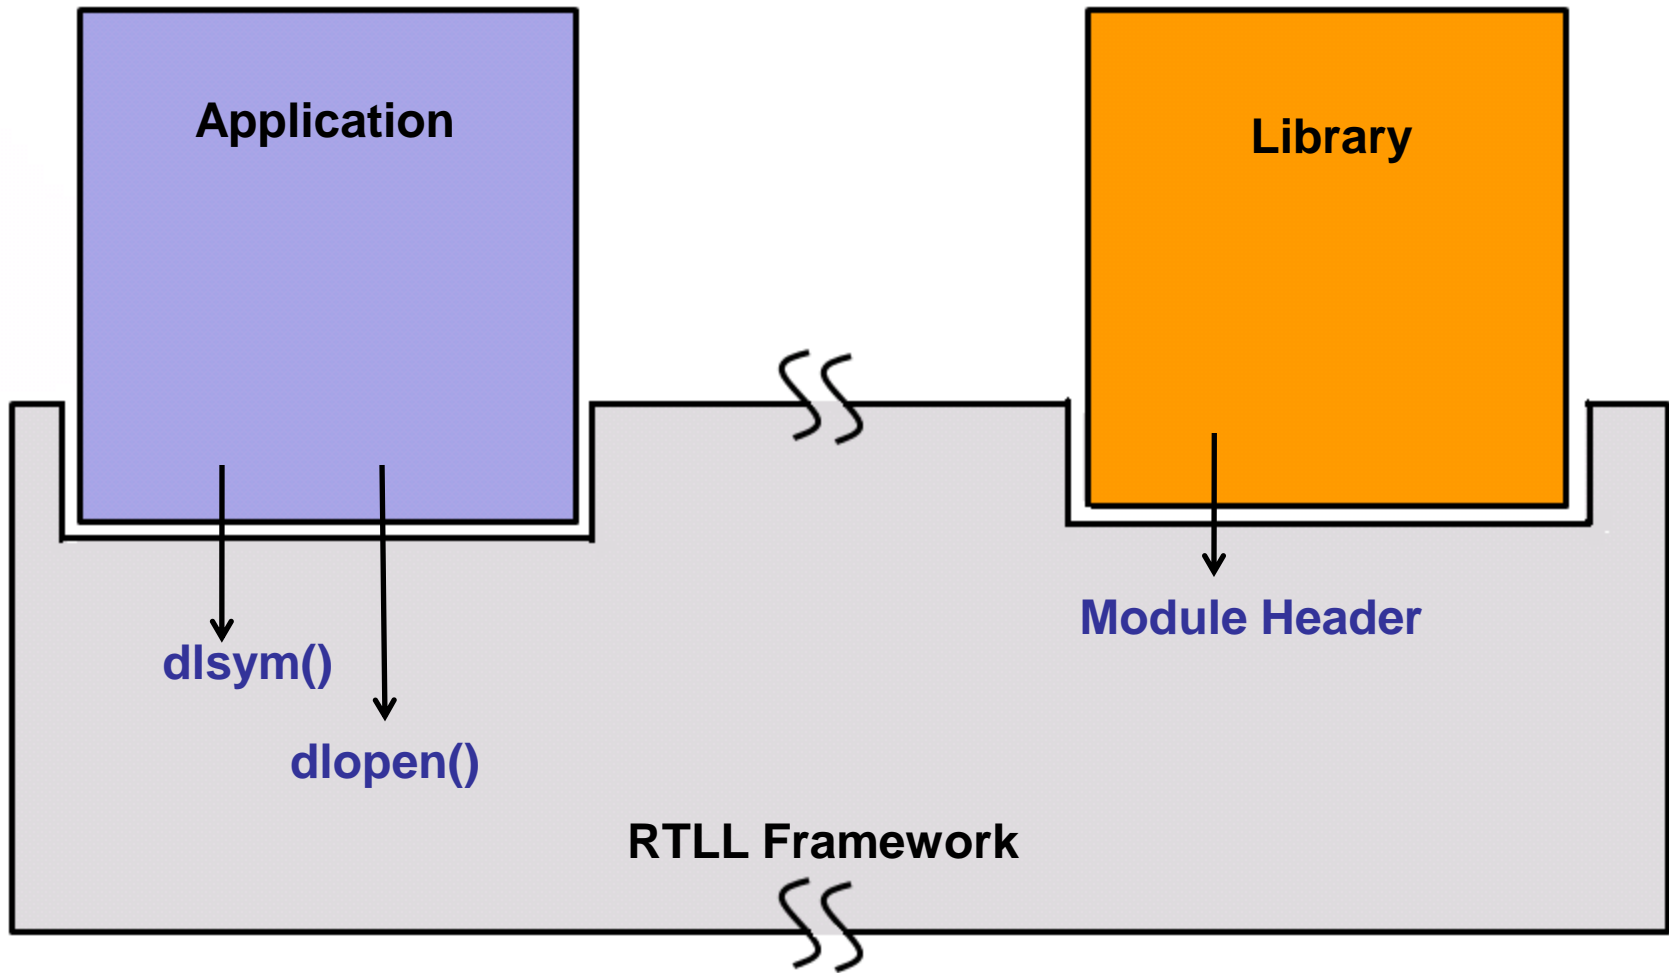 Application
Library
Module Header
dlsym()
dlopen()
RTLL Framework